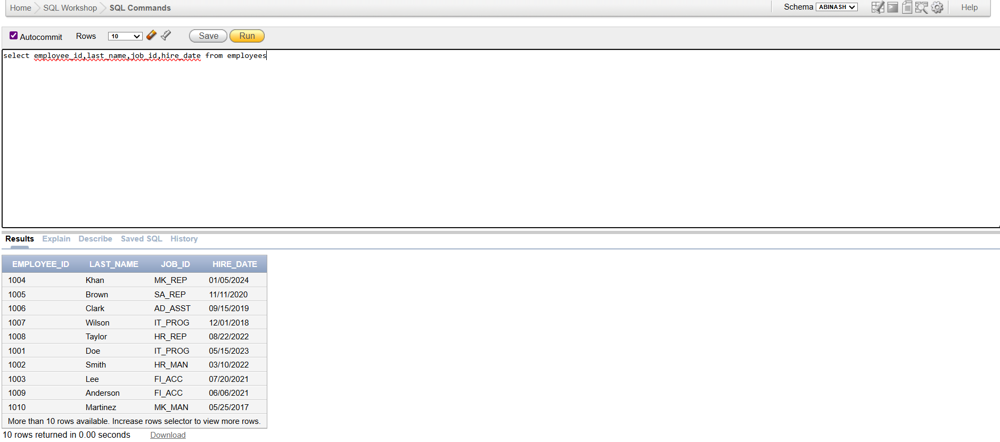 Home SQL Workshop SQL Commands Schema ABINASH Help
Autocommit Rows 10 Save Run
select employee_id,last_name,job_id,hire_date from employees
Results Explain Describe Saved SQL History
EMPLOYEE_ID LAST_NAME JOB_ID HIRE_DATE
1004 Khan MK_REP 01/05/2024
1005 Brown SA_REP 11/11/2020
1006 Clark AD_ASST 09/15/2019
1007 Wilson IT_PROG 12/01/2018
1008 Taylor HR_REP 08/22/2022
1001 Doe IT_PROG 05/15/2023
1002 Smith HR_MAN 03/10/2022
1003 Lee FI_ACC 07/20/2021
1009 Anderson FI_ACC 06/06/2021
1010 Martinez MK_MAN 05/25/2017
More than 10 rows available. Increase rows selector to view more rows.
10 rows returned in 0.00 seconds Download